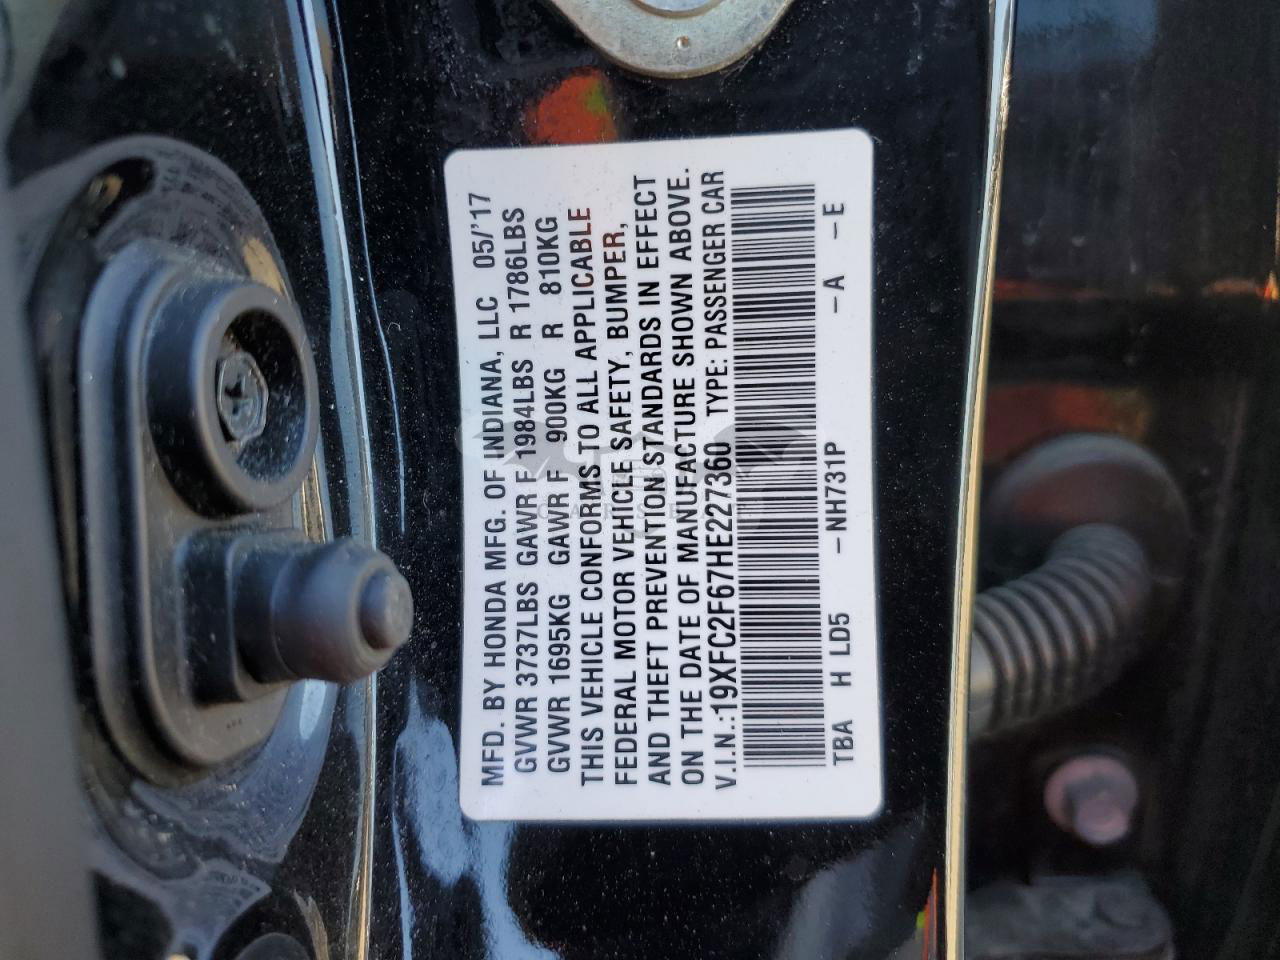 MFD. BY HONDA MFG. OF INDIANA, LLC 05/'17
GVWR 3737LBS GAWR F 1984LBS R 1786LBS
GVWR 1695KG GAWR F 900KG R 810KG
THIS VEHICLE CONFORMS TO ALL APPLICABLE
FEDERAL MOTOR VEHICLE SAFETY, BUMPER,
AND THEFT PREVENTION STANDARDS IN EFFECT
ON THE DATE OF MANUFACTURE SHOWN ABOVE.
V.I.N.:19XFC2F67HE227360 TYPE: PASSENGER CAR
TBA H LD5 –NH731P –A –E